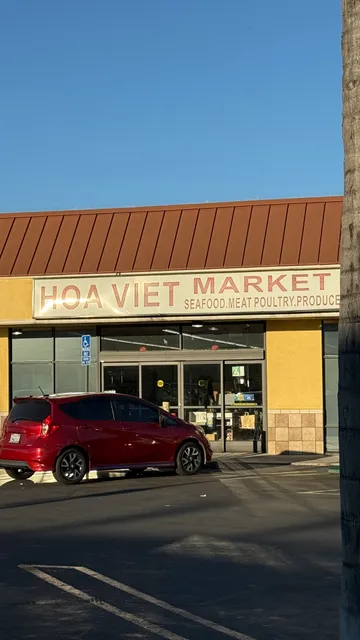 HOA VIET MARKET
SEAFOOD.MEAT POULTRY.PRODUCE